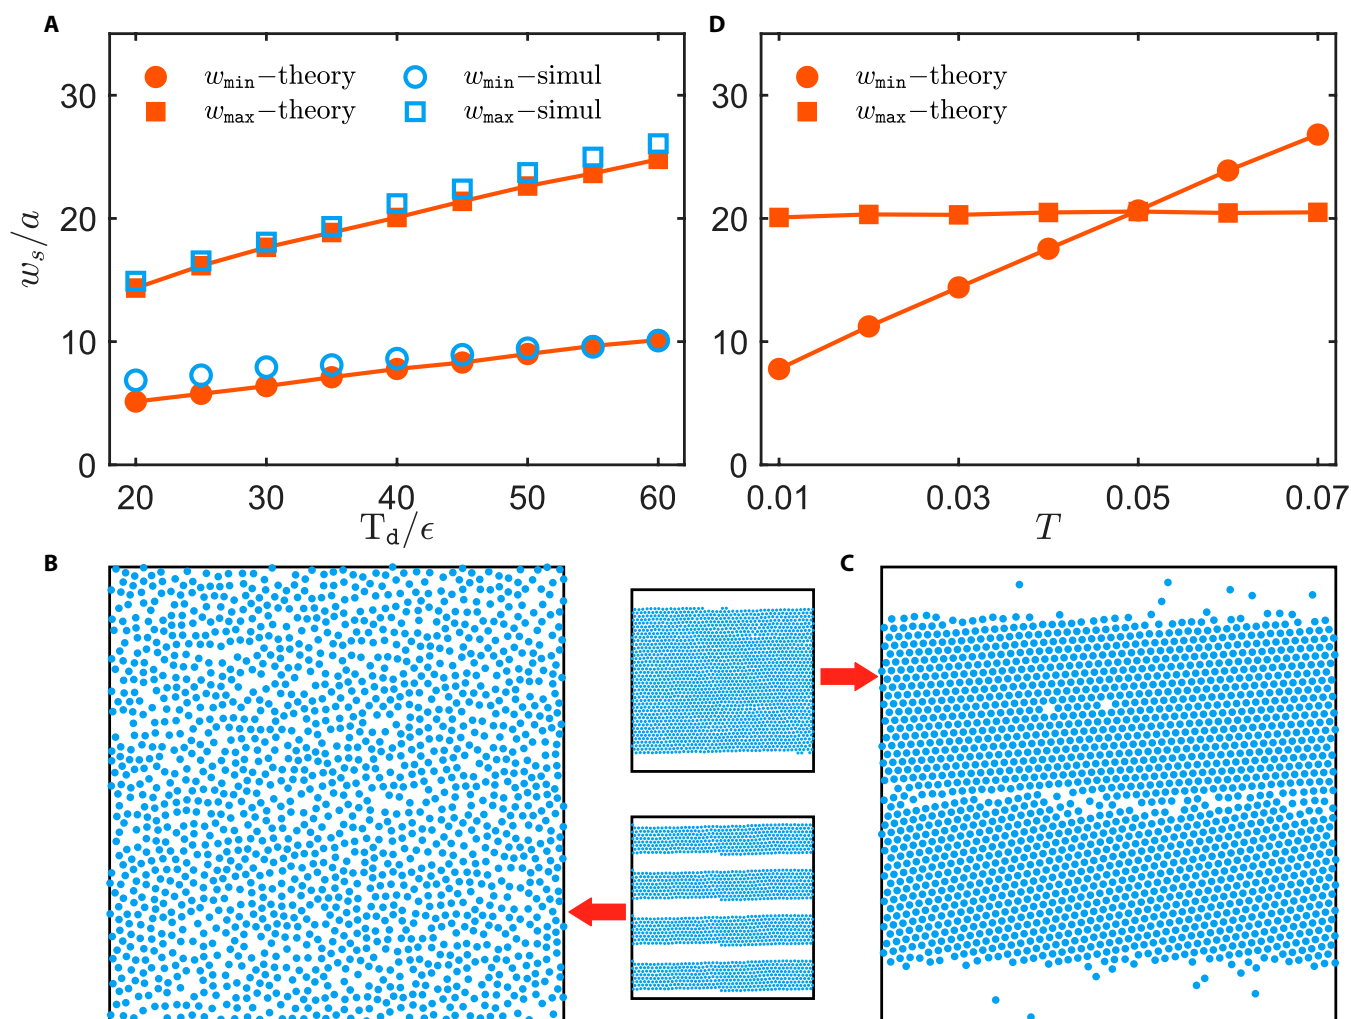 A
D
w_min−theory
w_min−simul
w_max−theory
w_max−simul
w_min−theory
w_max−theory
30
20
10
0
w_s/a
20 30 40 50 60
T_d/ϵ
30
20
10
0
0.01 0.03 0.05 0.07
T
B
C